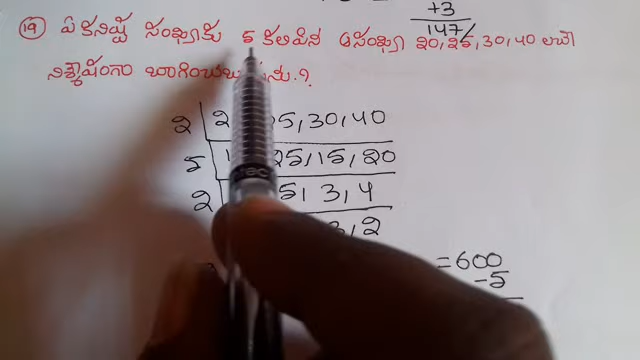 +3
147
19 ఏ కనిష్ట సంఖ్యకు 5 కలిపిన ఆ సంఖ్య 20, 25, 30, 40 లచే
నిశ్శేషంగా
2 25, 30, 40
5 25, 15, 20
2 5, 3, 4
3, 2
= 600
-5